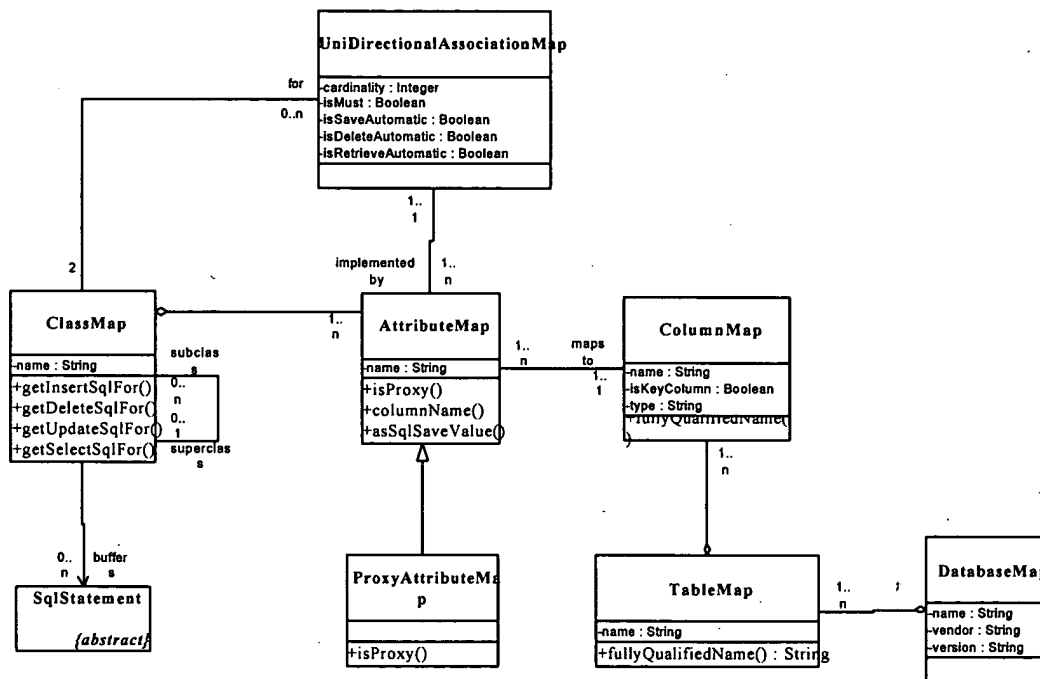 UniDirectionalAssociationMap
-cardinality : Integer
-isMust : Boolean
-isSaveAutomatic : Boolean
-isDeleteAutomatic : Boolean
-isRetrieveAutomatic : Boolean
for
0..n
2
1..
1
implemented
by
1..
n
ClassMap
-name : String
+getInsertSqlFor()
+getDeleteSqlFor()
+getUpdateSqlFor()
+getSelectSqlFor()
subclas
s
0..
n
0..
1
superclas
s
1..
n
AttributeMap
-name : String
+isProxy()
+columnName()
+asSqlSaveValue()
1..
n
maps
to
1..
1
ColumnMap
-name : String
-isKeyColumn : Boolean
-type : String
+fullyQualifiedName(
)
1..
n
0..
n
buffer
s
SqlStatement
{abstract}
ProxyAttributeMa
p
+isProxy()
TableMap
-name : String
+fullyQualifiedName() : String
1..
n
DatabaseMap
-name : String
-vendor : String
-version : String